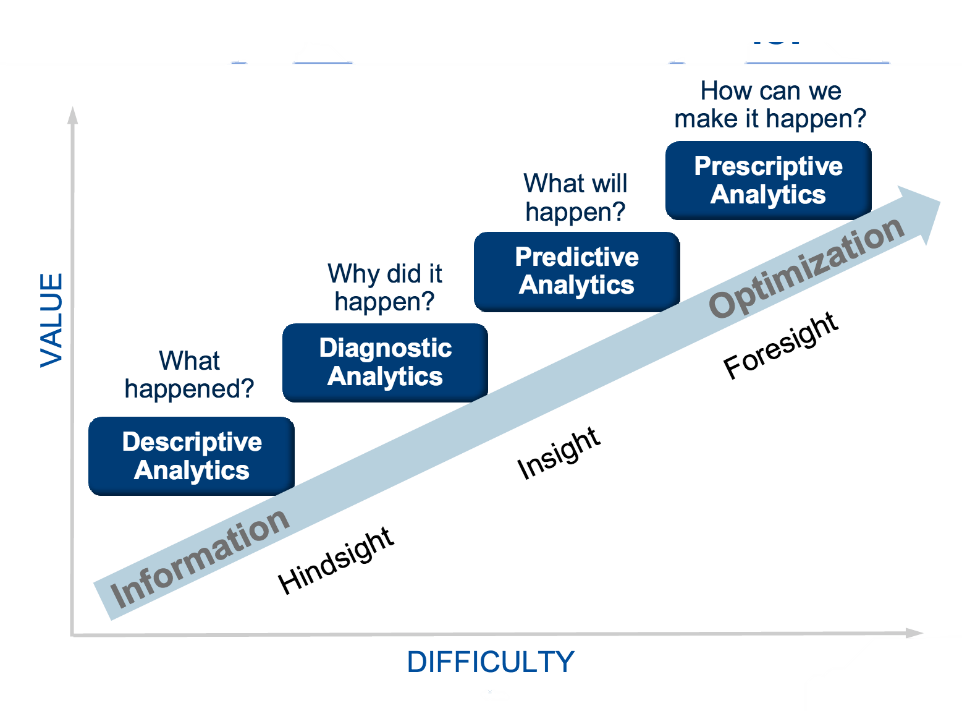 How can we
make it happen?
Prescriptive
Analytics
What will
happen?
Predictive
Analytics
Optimization
Why did it
happen?
Diagnostic
Analytics
Foresight
What
happened?
Descriptive
Analytics
Insight
Information
Hindsight
VALUE
DIFFICULTY